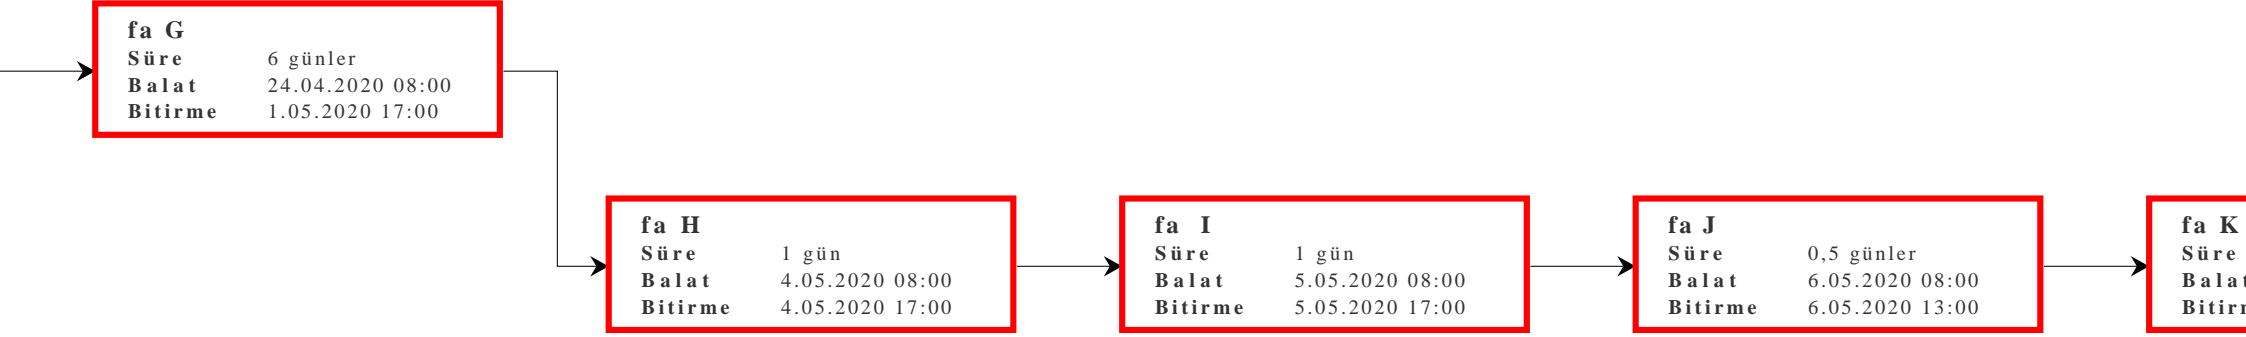 fa G
Süre 6 günler
Balat 24.04.2020 08:00
Bitirme 1.05.2020 17:00
fa H
Süre 1 gün
Balat 4.05.2020 08:00
Bitirme 4.05.2020 17:00
fa I
Süre 1 gün
Balat 5.05.2020 08:00
Bitirme 5.05.2020 17:00
fa J
Süre 0,5 günler
Balat 6.05.2020 08:00
Bitirme 6.05.2020 13:00
fa K
Süre